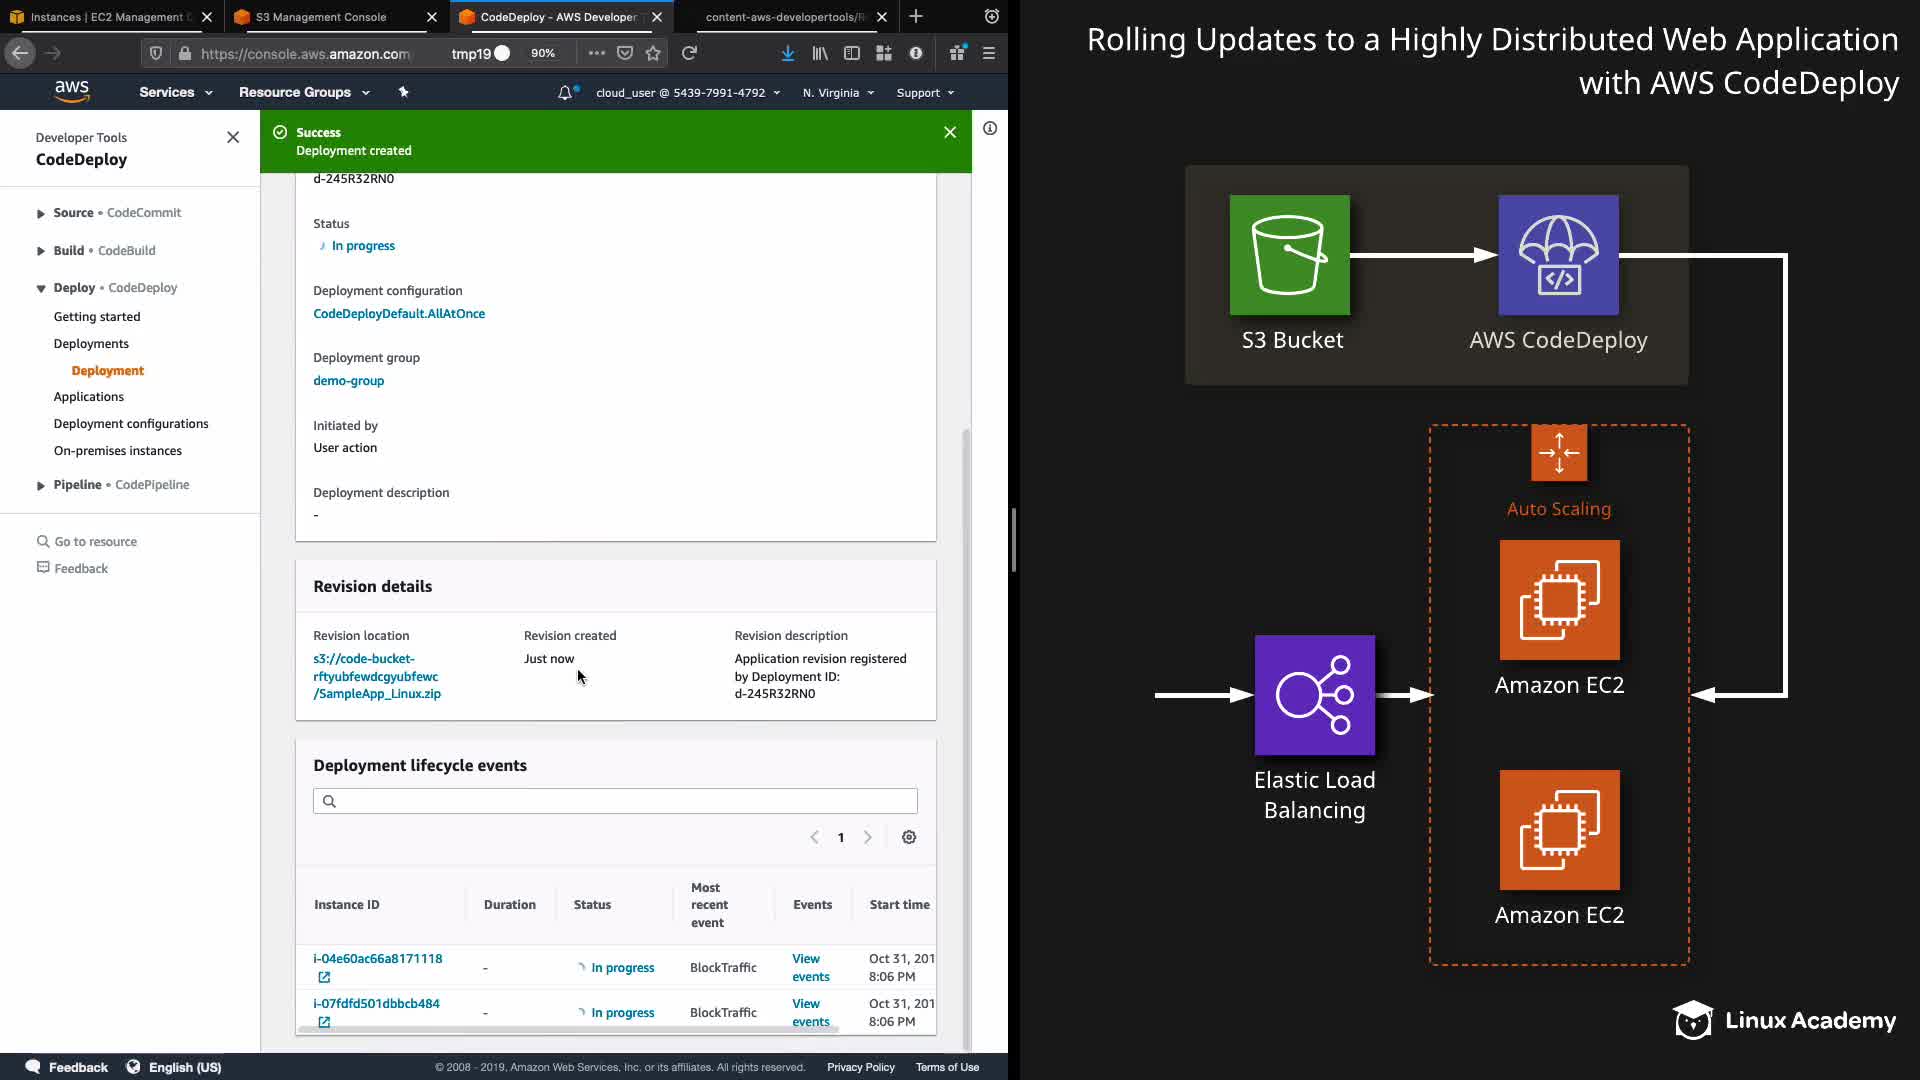 Instances | EC2 Management C
S3 Management Console
CodeDeploy - AWS Developer T
content-aws-developertools/R
https://console.aws.amazon.com
tmp19
90%
aws
Services
Resource Groups
cloud_user @ 5439-7991-4792
N. Virginia
Support
Developer Tools
CodeDeploy
Source • CodeCommit
Build • CodeBuild
Deploy • CodeDeploy
Getting started
Deployments
Deployment
Applications
Deployment configurations
On-premises instances
Pipeline • CodePipeline
Go to resource
Feedback
Success
Deployment created
d-245R32RN0
Status
In progress
Deployment configuration
CodeDeployDefault.AllAtOnce
Deployment group
demo-group
Initiated by
User action
Deployment description
-
Revision details
Revision location
s3://code-bucket-
rftyubfewdcgyubfewc
/SampleApp_Linux.zip
Revision created
Just now
Revision description
Application revision registered
by Deployment ID:
d-245R32RN0
Deployment lifecycle events
1
Instance ID
Duration
Status
Most
recent
event
Events
Start time
i-04e60ac66a8171118
-
In progress
BlockTraffic
View
events
Oct 31, 201
8:06 PM
i-07fdfd501dbbcb484
-
In progress
BlockTraffic
View
events
Oct 31, 201
8:06 PM
Feedback
English (US)
© 2008 - 2019, Amazon Web Services, Inc. or its affiliates. All rights reserved.
Privacy Policy
Terms of Use
Rolling Updates to a Highly Distributed Web Application
with AWS CodeDeploy
S3 Bucket
AWS CodeDeploy
Auto Scaling
Amazon EC2
Elastic Load
Balancing
Amazon EC2
Linux Academy